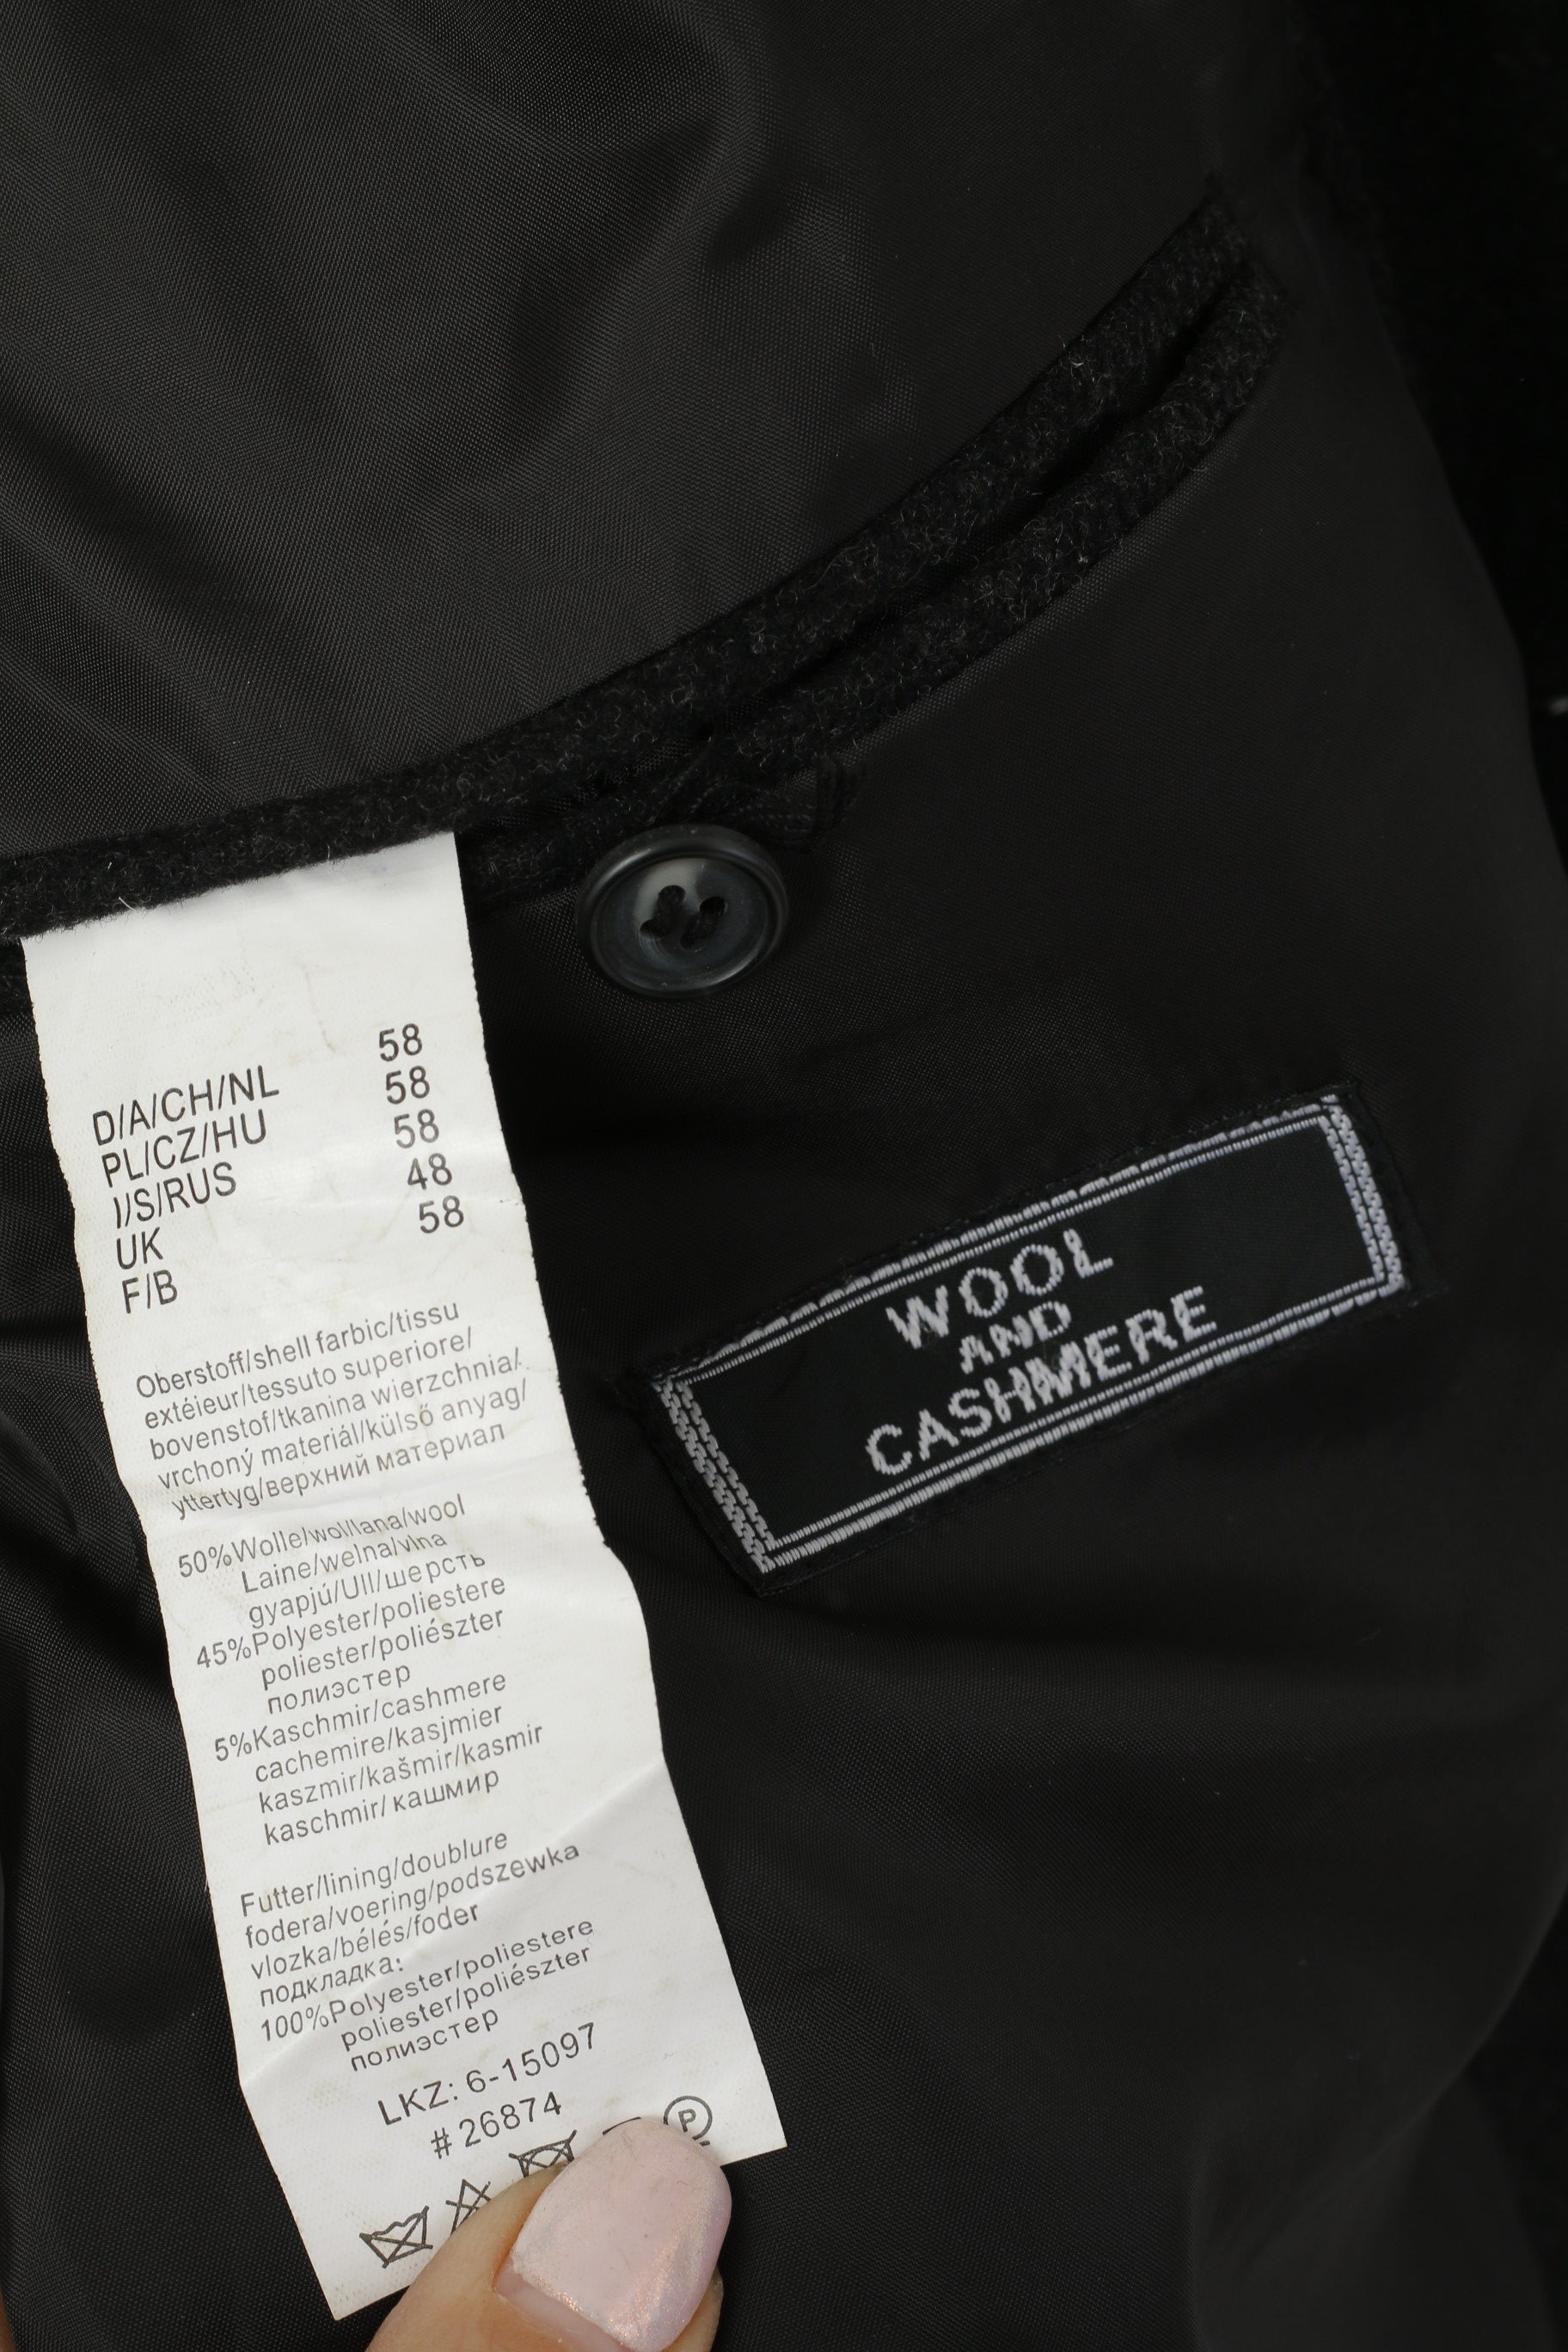 D/A/CH/NL 58
PL/CZ/HU 58
I/S/RUS 58
UK 48
F/B 58
Oberstoff/shell farbic/tissu
extéieur/tessuto superiore/
bovenstof/tkanina wierzchnia/
vrchoný materiál/külső anyag/
yttertyg/верхний материал
50%Wolle/wol/lana/wool
Laine/welna/vlna
gyapjú/Ull/шерсть
45%Polyester/poliestere
poliester/poliészter
полиэстер
5%Kaschmir/cashmere
cachemire/kasjmier
kaszmir/kašmir/kasmir
kaschmir/кашмир
Futter/lining/doublure
fodera/voering/podszewka
vlozka/bélés/foder
подкладка:
100%Polyester/poliestere
poliester/poliészter
полиэстер
LKZ: 6-15097
#26874
P
WOOL
AND
CASHMERE